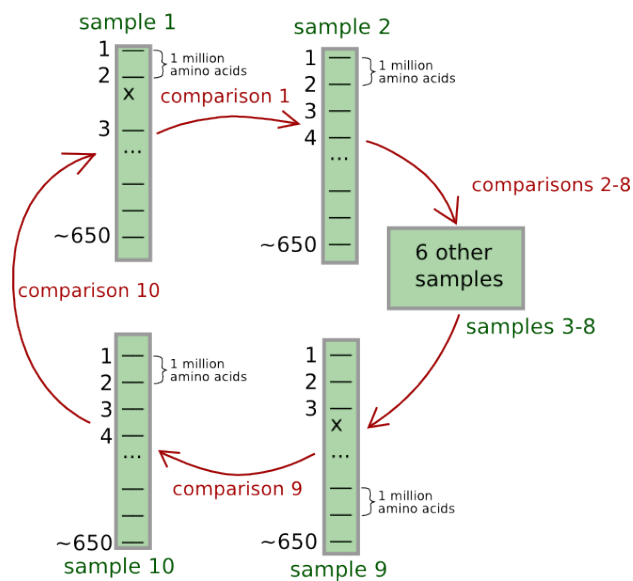 sample 1
1
2
x
3
...
~650
1 million
amino acids
comparison 1
sample 2
1
2
3
4
...
~650
1 million
amino acids
comparisons 2-8
6 other
samples
samples 3-8
comparison 10
1
2
3
4
...
~650
1 million
amino acids
sample 10
comparison 9
1
2
3
x
...
~650
1 million
amino acids
sample 9